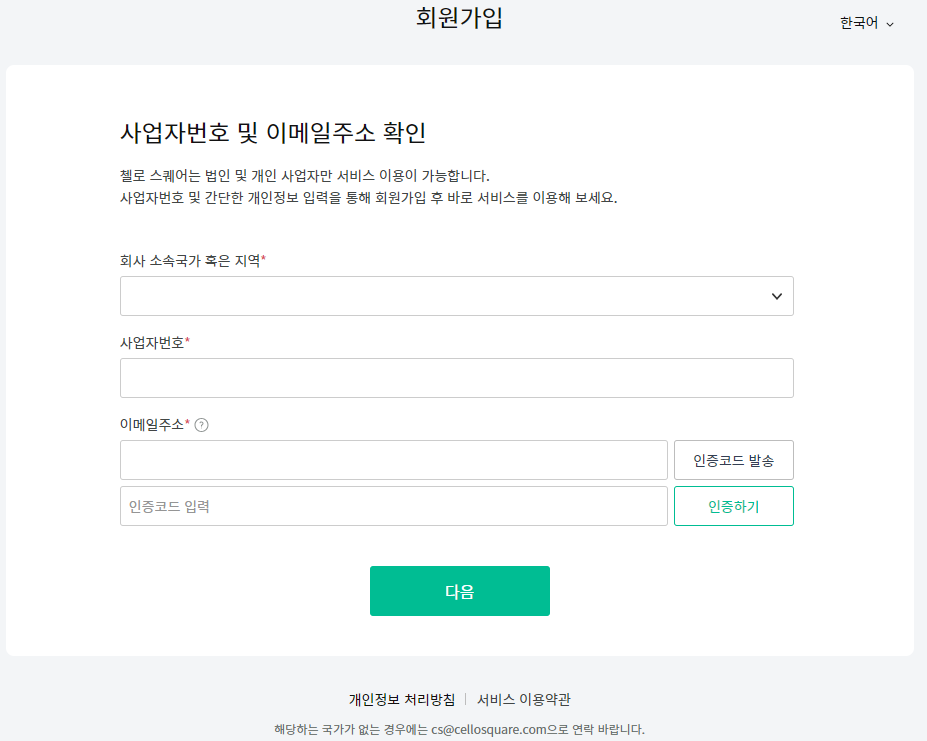 회원가입
한국어
사업자번호 및 이메일주소 확인
첼로 스퀘어는 법인 및 개인 사업자만 서비스 이용이 가능합니다.
사업자번호 및 간단한 개인정보 입력을 통해 회원가입 후 바로 서비스를 이용해 보세요.
회사 소속국가 혹은 지역*
사업자번호*
이메일주소* ?
인증코드 발송
인증코드 입력 인증하기
다음
개인정보 처리방침 | 서비스 이용약관
해당하는 국가가 없는 경우에는 cs@cellosquare.com으로 연락 바랍니다.